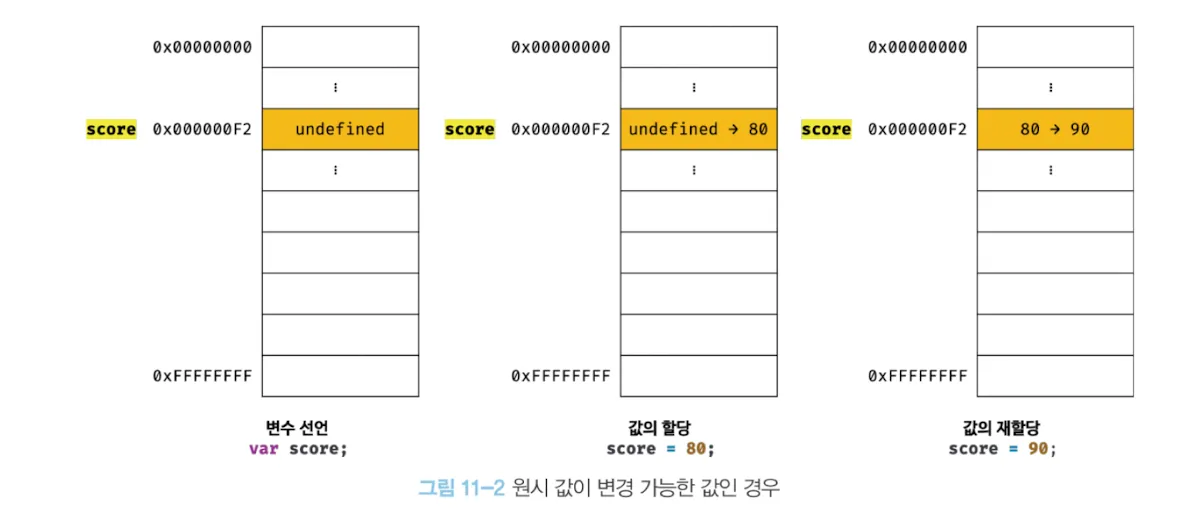 0x00000000
⋮
score 0x000000F2 undefined
⋮
0xFFFFFFFF
변수 선언
var score;
0x00000000
⋮
score 0x000000F2 undefined → 80
⋮
0xFFFFFFFF
값의 할당
score = 80;
0x00000000
⋮
score 0x000000F2 80 → 90
⋮
0xFFFFFFFF
값의 재할당
score = 90;
그림 11-2 원시 값이 변경 가능한 값인 경우